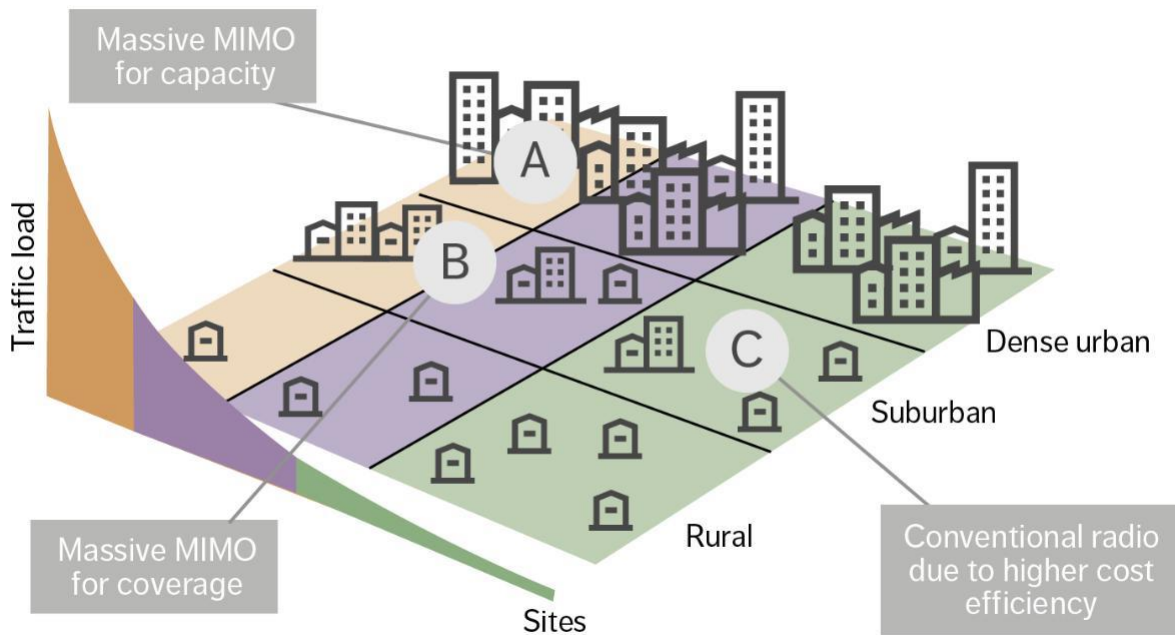 Massive MIMO
for capacity
A
B
C
Traffic load
Dense urban
Suburban
Rural
Massive MIMO
for coverage
Conventional radio
due to higher cost
efficiency
Sites